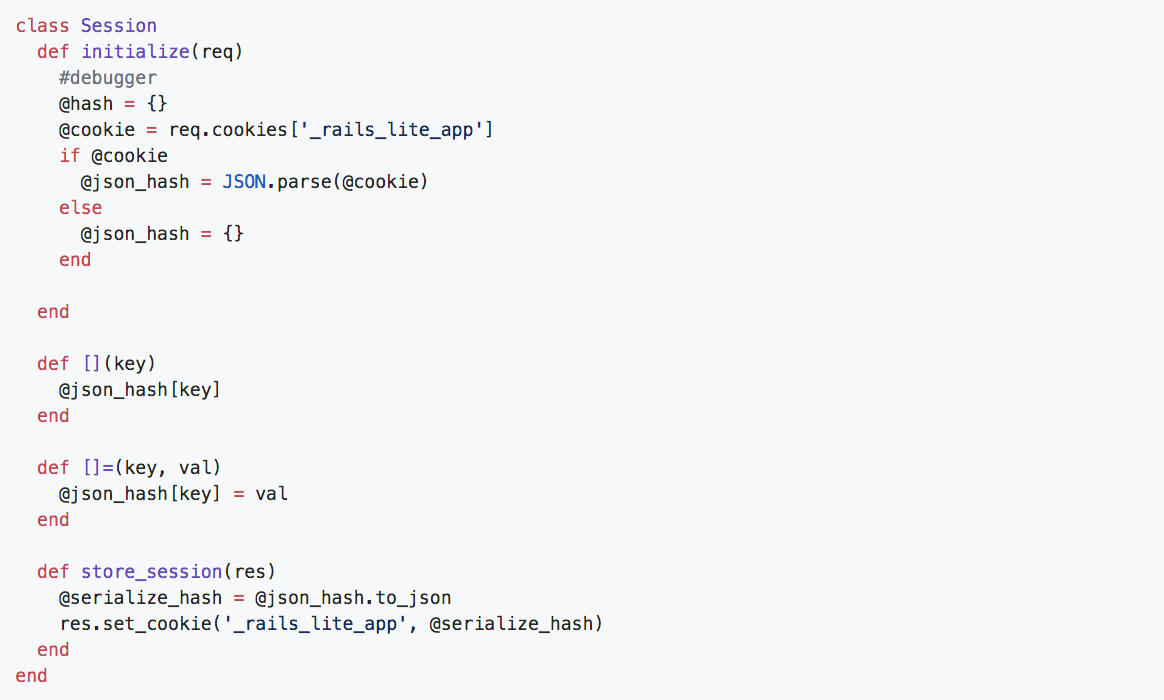 class Session
  def initialize(req)
    #debugger
    @hash = {}
    @cookie = req.cookies['_rails_lite_app']
    if @cookie
      @json_hash = JSON.parse(@cookie)
    else
      @json_hash = {}
    end
  end
  def [](key)
    @json_hash[key]
  end
  def []=(key, val)
    @json_hash[key] = val
  end
  def store_session(res)
    @serialize_hash = @json_hash.to_json
    res.set_cookie('_rails_lite_app', @serialize_hash)
  end
end